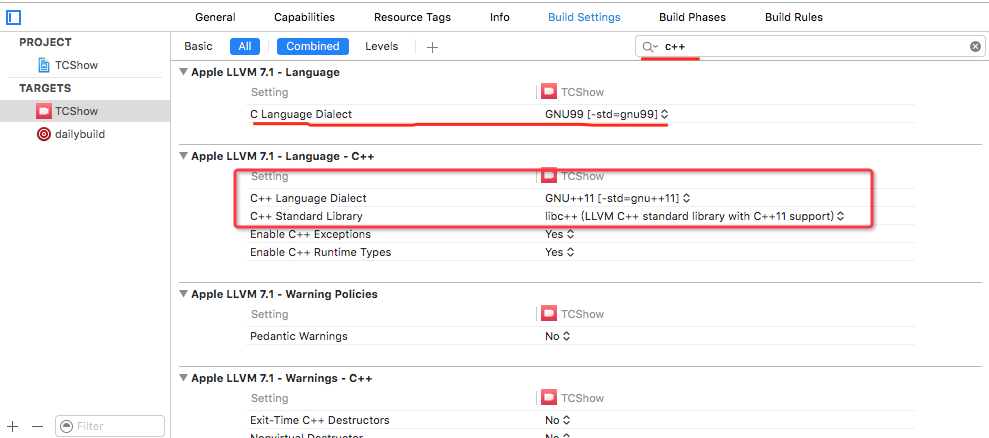 General Capabilities Resource Tags Info Build Settings Build Phases Build Rules
PROJECT
TCShow
TARGETS
TCShow
dailybuild
Basic All Combined Levels + c++
Apple LLVM 7.1 - Language
Setting TCShow
C Language Dialect GNU99 [-std=gnu99]
Apple LLVM 7.1 - Language - C++
Setting TCShow
C++ Language Dialect GNU++11 [-std=gnu++11]
C++ Standard Library libc++ (LLVM C++ standard library with C++11 support)
Enable C++ Exceptions Yes
Enable C++ Runtime Types Yes
Apple LLVM 7.1 - Warning Policies
Setting TCShow
Pedantic Warnings No
Apple LLVM 7.1 - Warnings - C++
Setting TCShow
Exit-Time C++ Destructors No
Nonvirtual Destructor No
+ − Filter